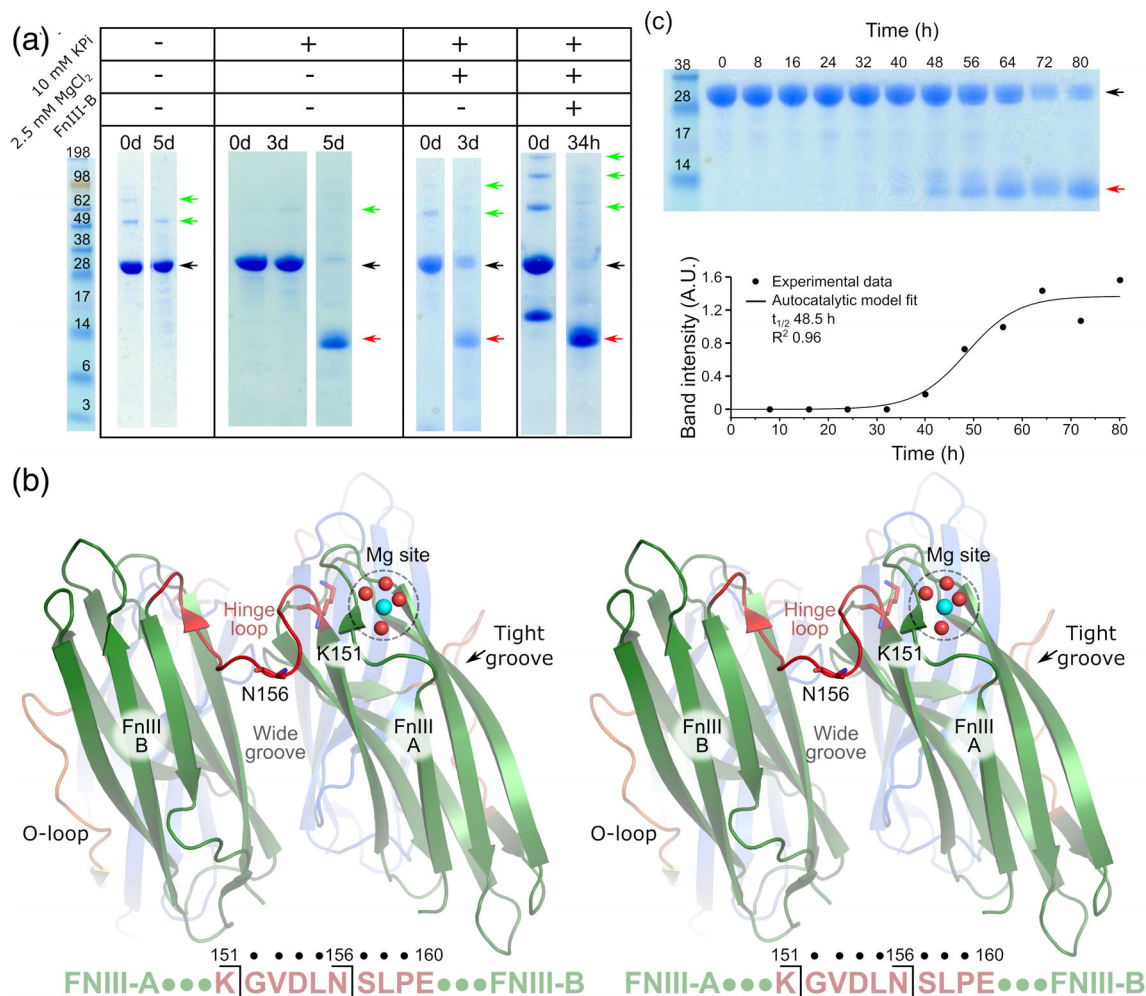 (a)
10 mM KPi - + + +
2.5 mM MgCl2 - - + +
FnIII-B - - - +
0d 5d 0d 3d 5d 0d 3d 0d 34h
198
98
62
49
38
28
17
14
6
3
(c)
Time (h)
0 8 16 24 32 40 48 56 64 72 80
38
28
17
14
Band intensity (A.U.)
1.6
1.2
0.8
0.4
0
Experimental data
Autocatalytic model fit
t1/2 48.5 h
R2 0.96
0 10 20 30 40 50 60 70 80
Time (h)
(b)
Mg site
Hinge
loop
K151
Tight
groove
N156
FnIII
B
Wide
groove
FnIII
A
O-loop
151 • • • • 156 • • • 160
FNIII-A●●●KGVDLNSLPE●●●FNIII-B
Mg site
Hinge
loop
K151
Tight
groove
N156
FnIII
B
Wide
groove
FnIII
A
O-loop
151 • • • • 156 • • • 160
FNIII-A●●●KGVDLNSLPE●●●FNIII-B